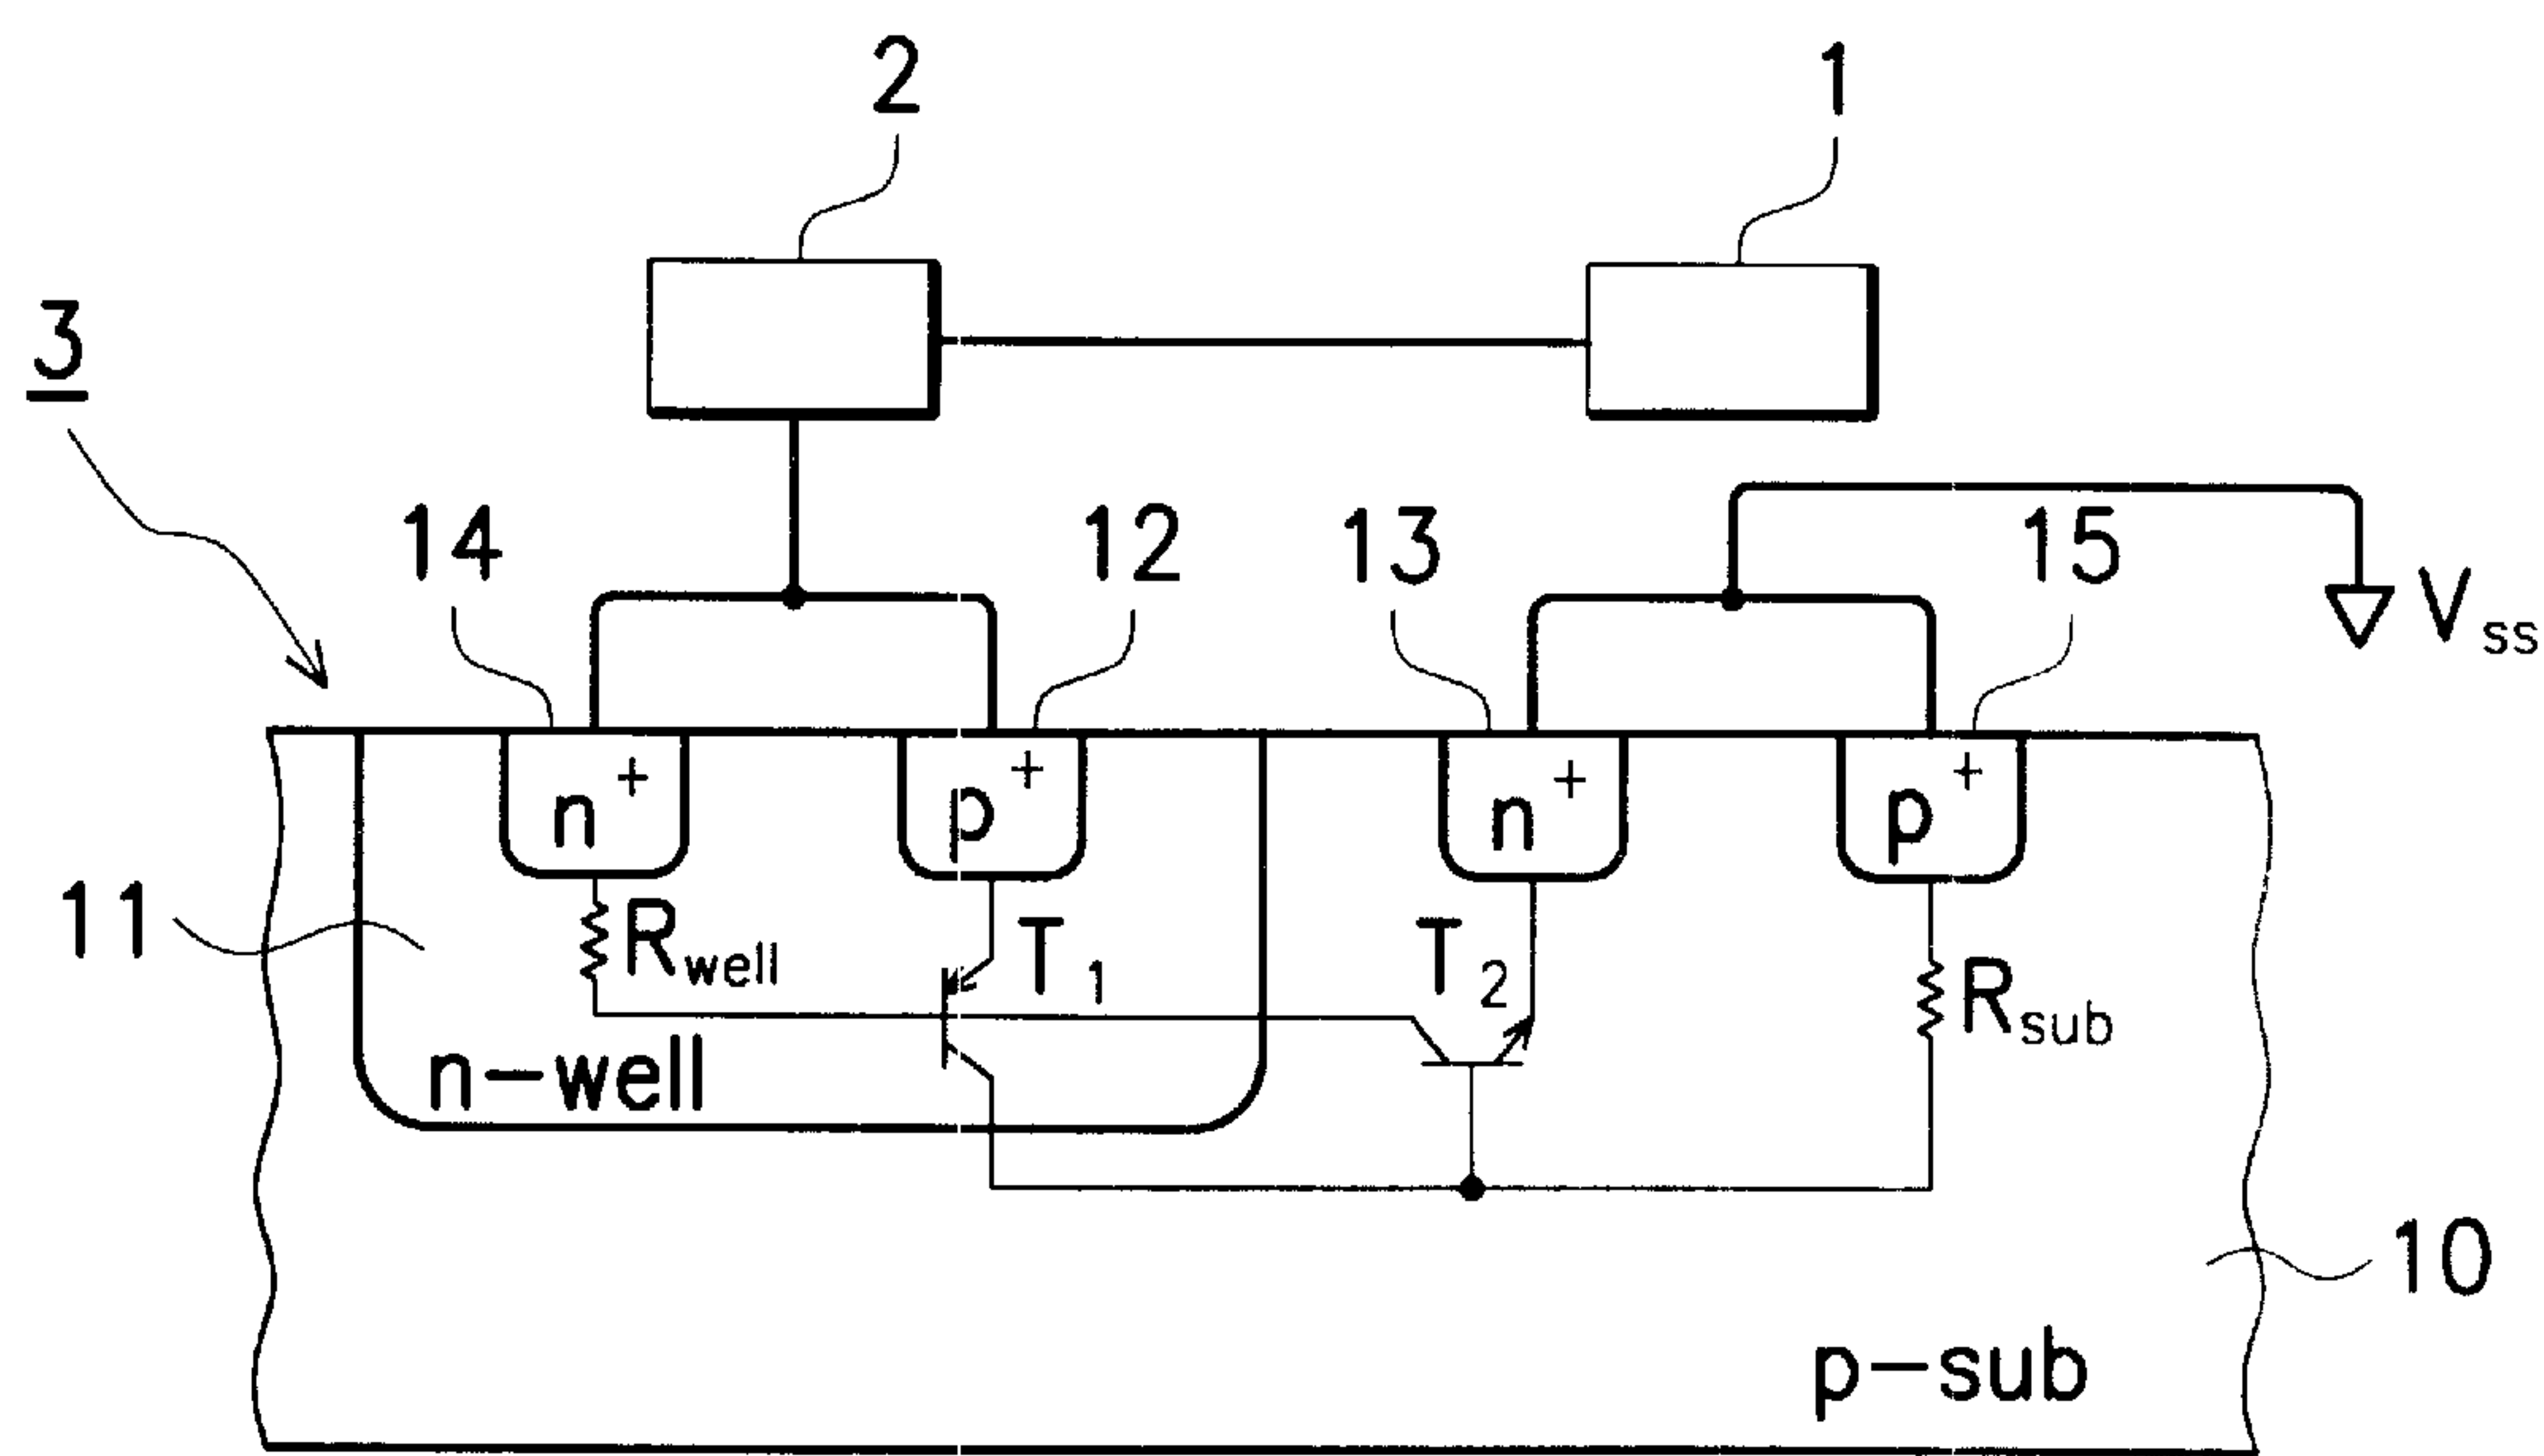 2
1
3
14
12
13
15
Vss
n+
p+
n+
p+
11
Rwell
T1
T2
Rsub
n-well
10
p-sub